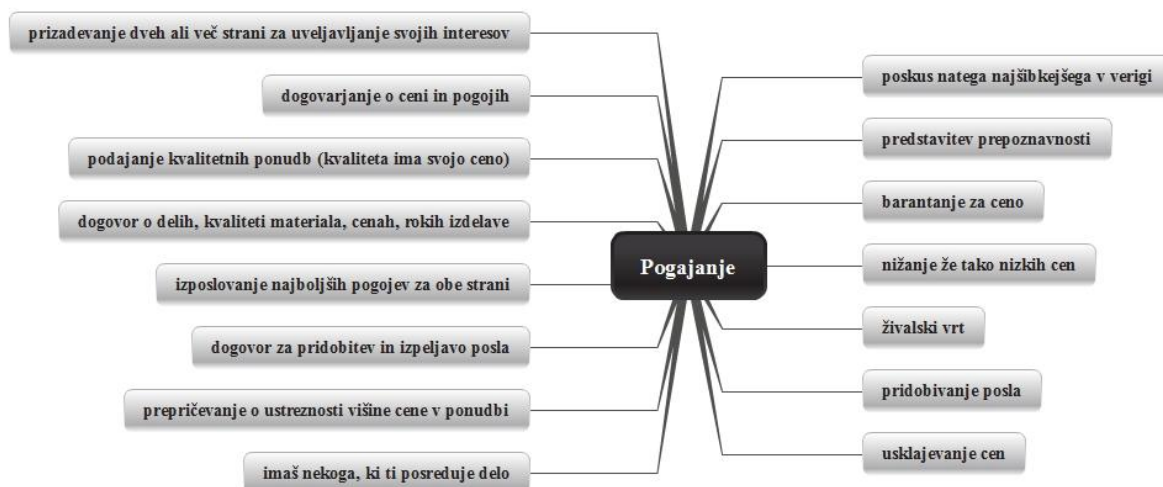 prizadevanje dveh ali več strani za uveljavljanje svojih interesov
dogovarjanje o ceni in pogojih
podajanje kvalitetnih ponudb (kvaliteta ima svojo ceno)
dogovor o delih, kvaliteti materiala, cenah, rokih izdelave
izposlovanje najboljših pogojev za obe strani
dogovor za pridobitev in izpeljavo posla
prepričevanje o ustreznosti višine cene v ponudbi
imaš nekoga, ki ti posreduje delo
Pogajanje
poskus natega najšibkejšega v verigi
predstavitev prepoznavnosti
barantanje za ceno
nižanje že tako nizkih cen
živalski vrt
pridobivanje posla
usklajevanje cen